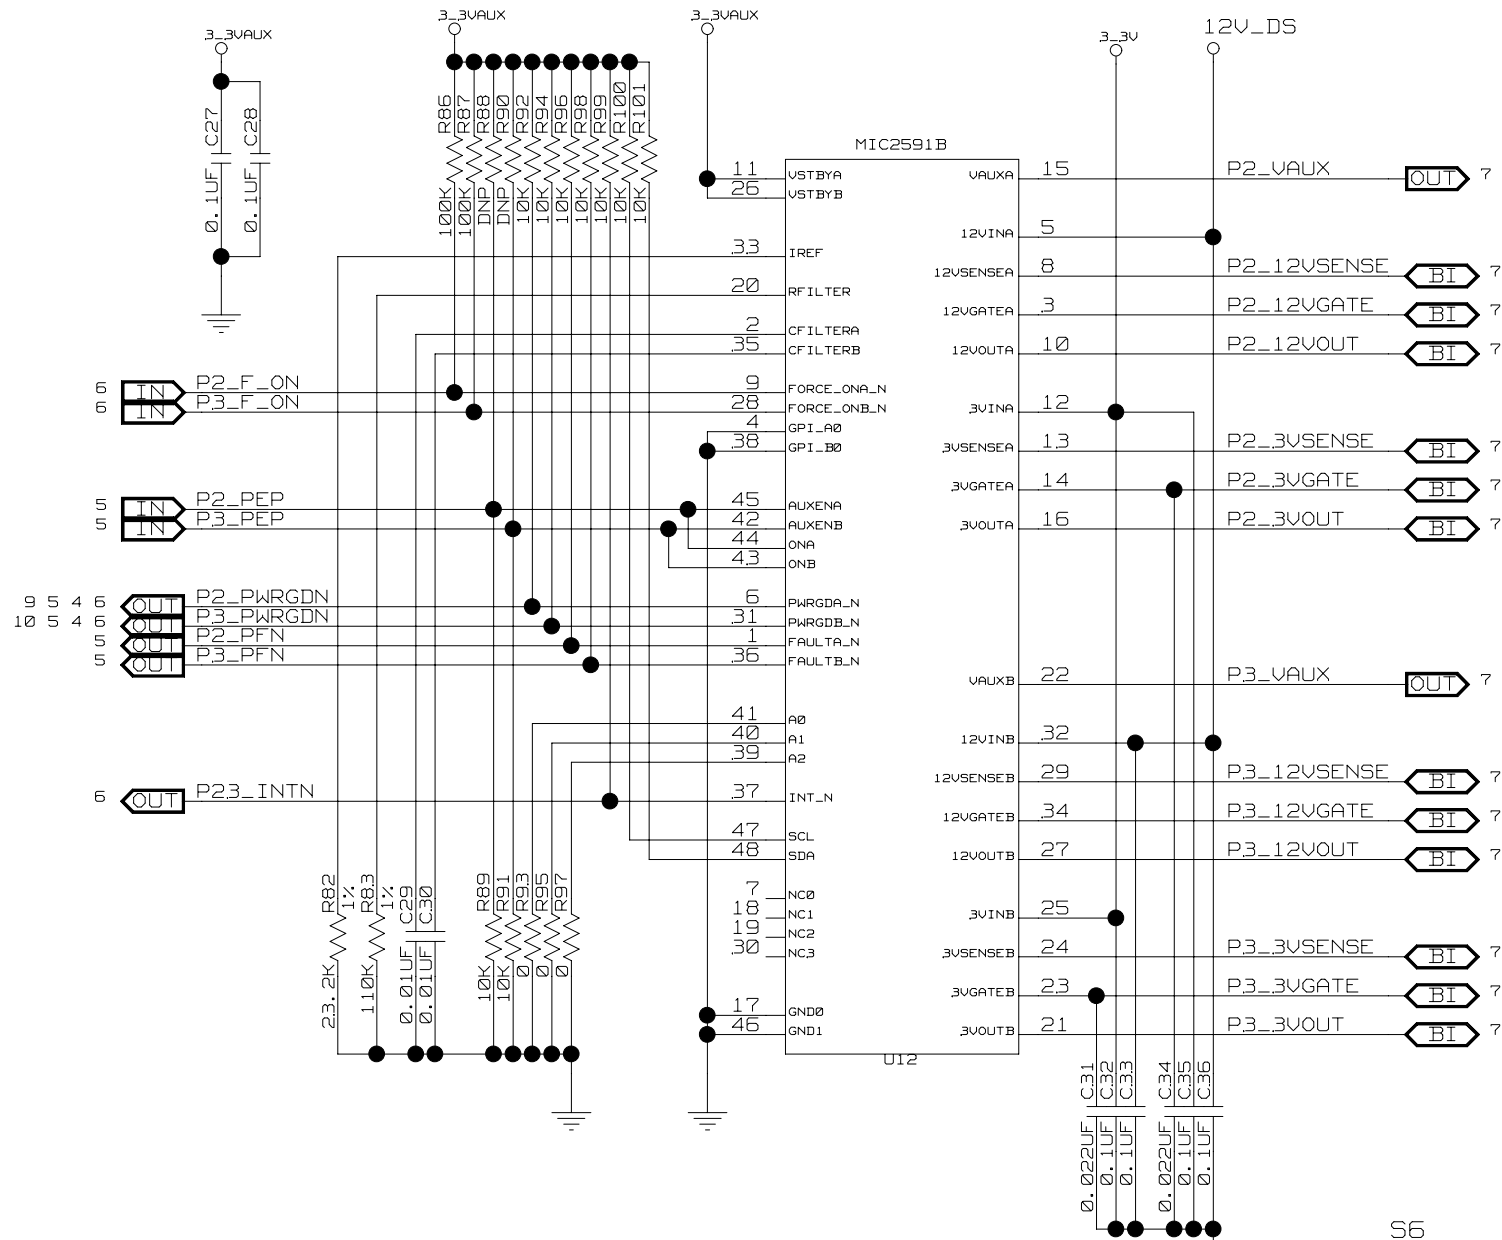 3_3VAUX
3_3VAUX
3_3VAUX
3_3V
12V_DS
C27
C28
0.1UF
0.1UF
R86
R87
R88
R90
R92
R94
R96
R98
R99
R100
R101
100K
100K
DNP
DNP
10K
10K
10K
10K
10K
10K
10K
MIC2591B
11 VSTBYA
26 VSTBYB
33 IREF
20 RFILTER
2 CFILTERA
35 CFILTERB
6 IN P2_F_ON 9 FORCE_ONA_N
6 IN P3_F_ON 28 FORCE_ONB_N
4 GPI_A0
38 GPI_B0
5 IN P2_PEP 45 AUXENA
5 IN P3_PEP 42 AUXENB
44 ONA
43 ONB
9 5 4 6 OUT P2_PWRGDN 6 PWRGDA_N
10 5 4 6 OUT P3_PWRGDN 31 PWRGDB_N
5 OUT P2_PFN 1 FAULTA_N
5 OUT P3_PFN 36 FAULTB_N
41 A0
40 A1
39 A2
6 OUT P23_INTN 37 INT_N
47 SCL
48 SDA
7 NC0
18 NC1
19 NC2
30 NC3
17 GND0
46 GND1
U12
VAUXA 15 P2_VAUX OUT 7
12VINA 5
12VSENSEA 8 P2_12VSENSE BI 7
12VGATEA 3 P2_12VGATE BI 7
12VOUTA 10 P2_12VOUT BI 7
3VINA 12
3VSENSEA 13 P2_3VSENSE BI 7
3VGATEA 14 P2_3VGATE BI 7
3VOUTA 16 P2_3VOUT BI 7
VAUXB 22 P3_VAUX OUT 7
12VINB 32
12VSENSEB 29 P3_12VSENSE BI 7
12VGATEB 34 P3_12VGATE BI 7
12VOUTB 27 P3_12VOUT BI 7
3VINB 25
3VSENSEB 24 P3_3VSENSE BI 7
3VGATEB 23 P3_3VGATE BI 7
3VOUTB 21 P3_3VOUT BI 7
R82
1%
R83
1%
C29
C30
23.2K
110K
0.01UF
0.01UF
R89
R91
R93
R95
R97
10K
10K
0
0
0
C31
C32
C33
C34
C35
C36
0.022UF
0.1UF
0.1UF
0.022UF
0.1UF
0.1UF
S6